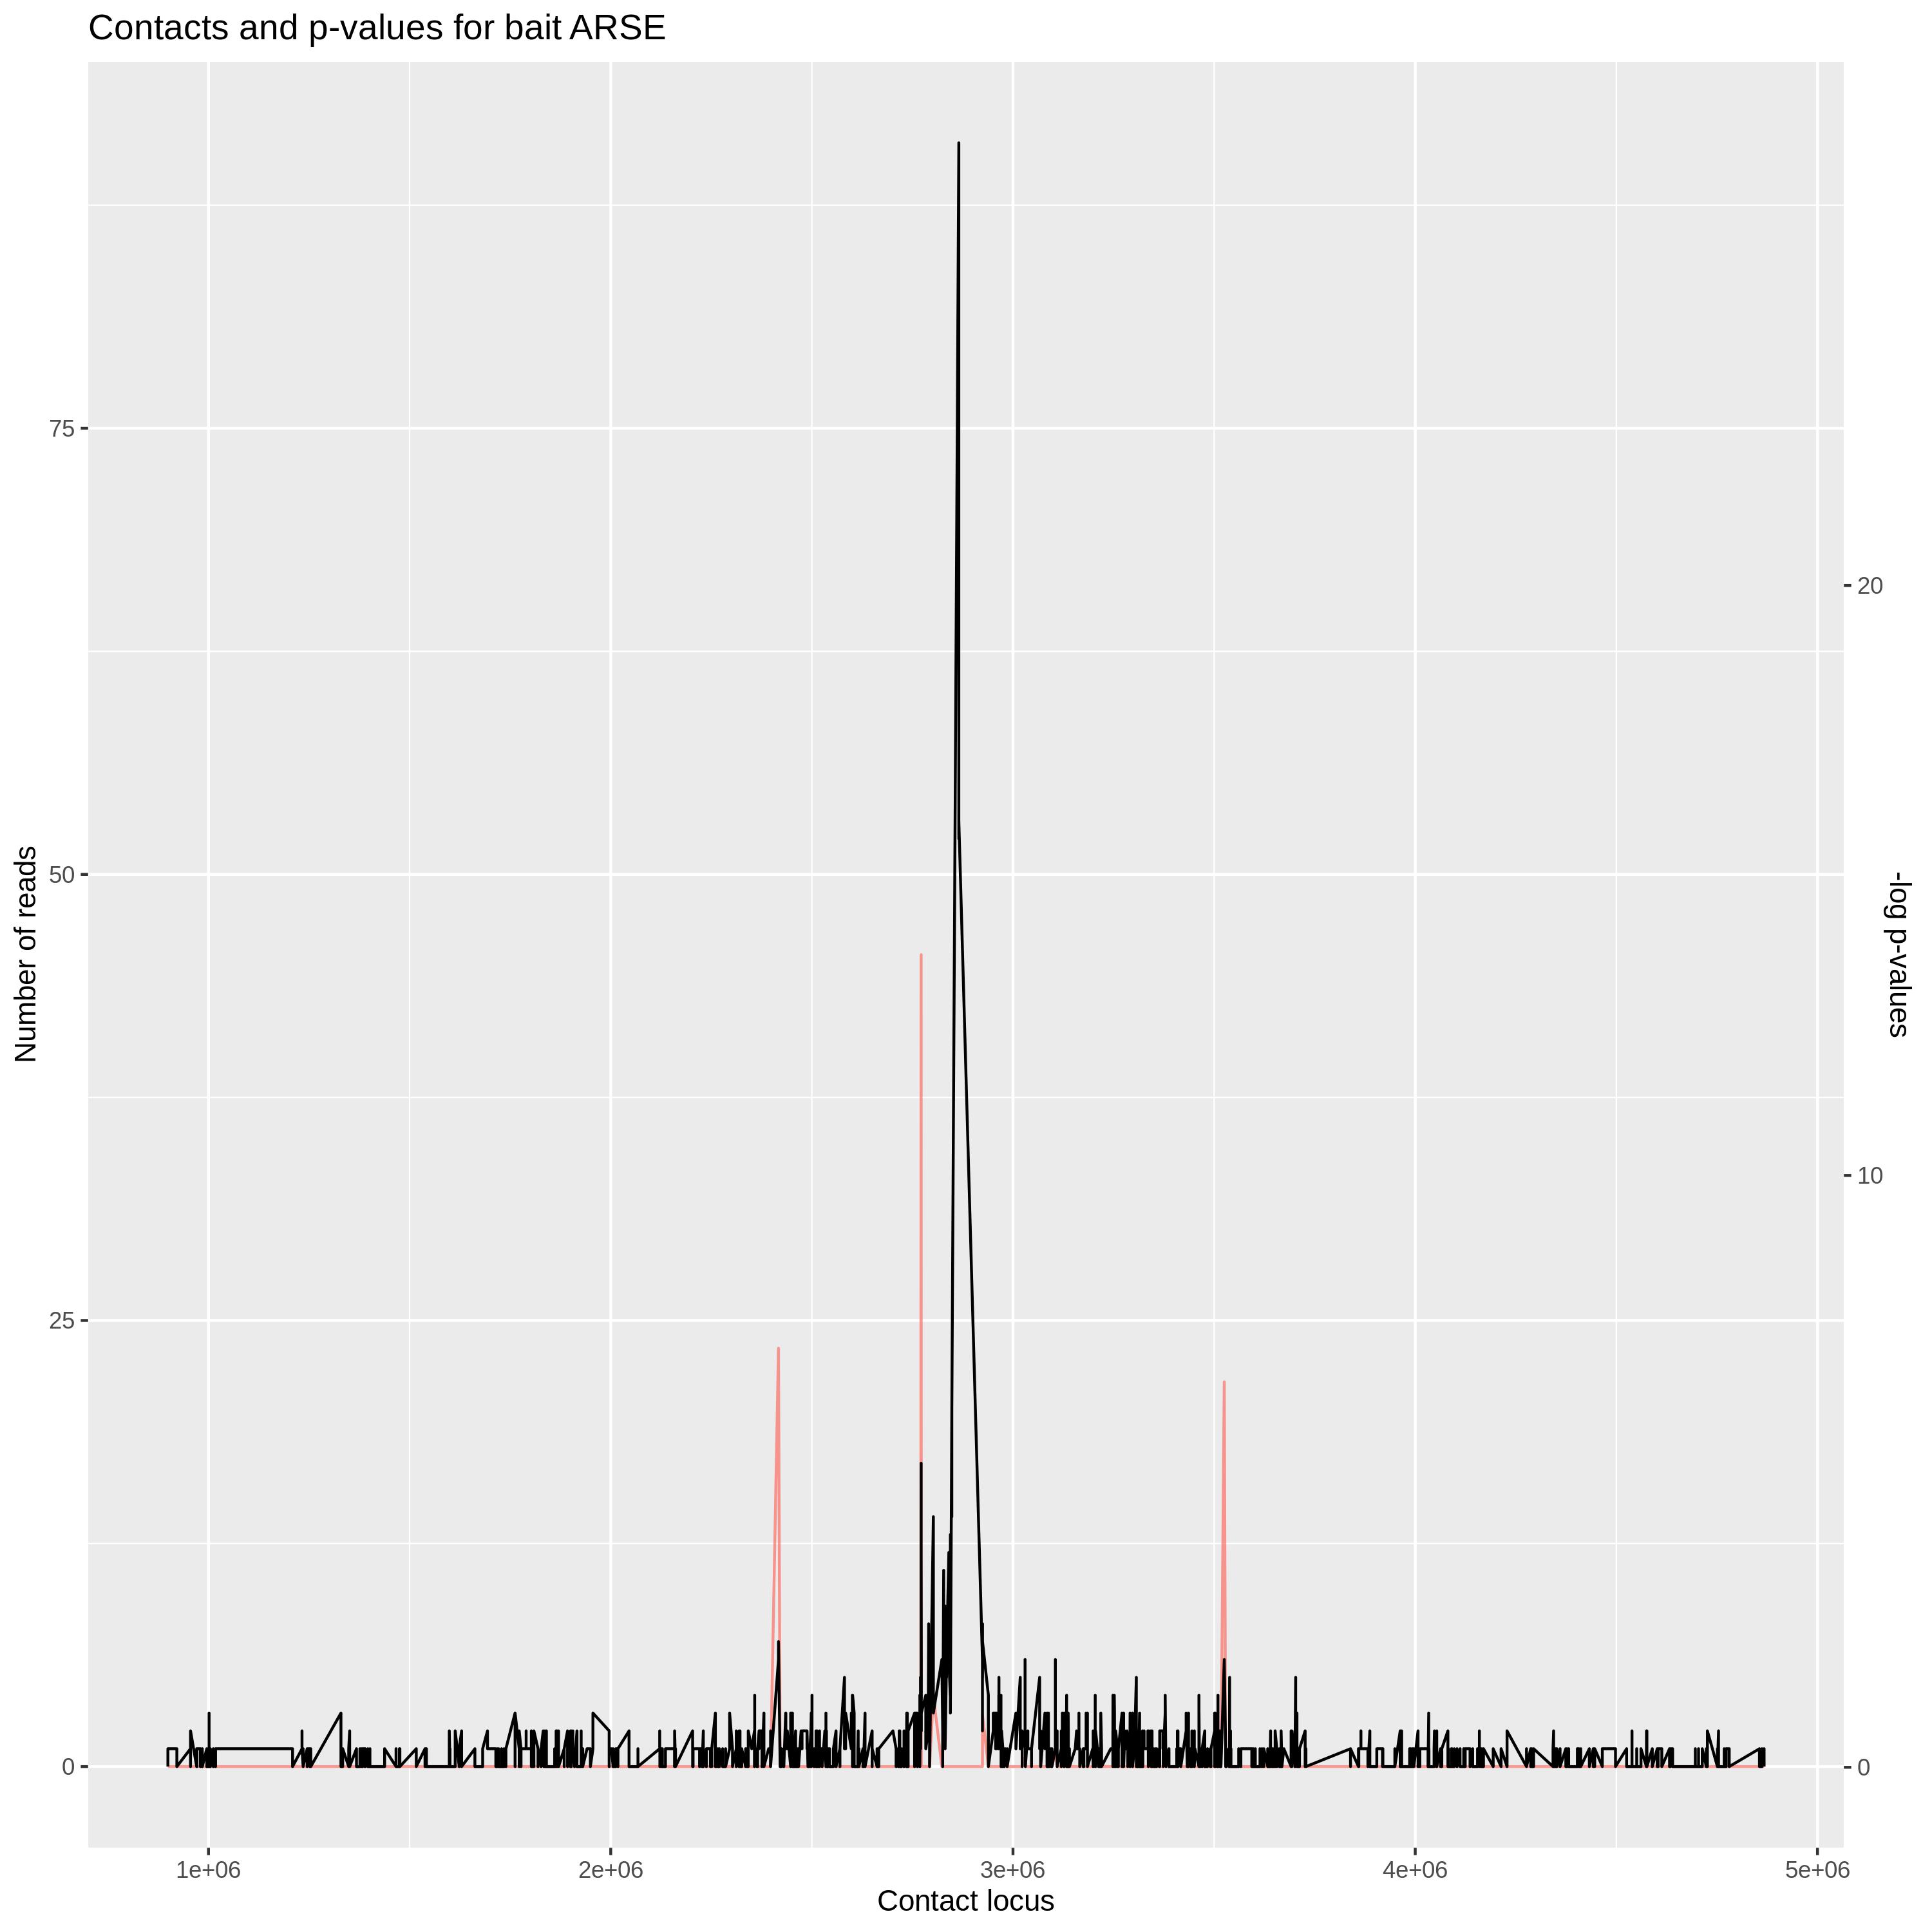 Contacts and p-values for bait ARSE
Number of reads
75
50
25
0
20
10
0
-log p-values
1e+06
2e+06
3e+06
4e+06
5e+06
Contact locus